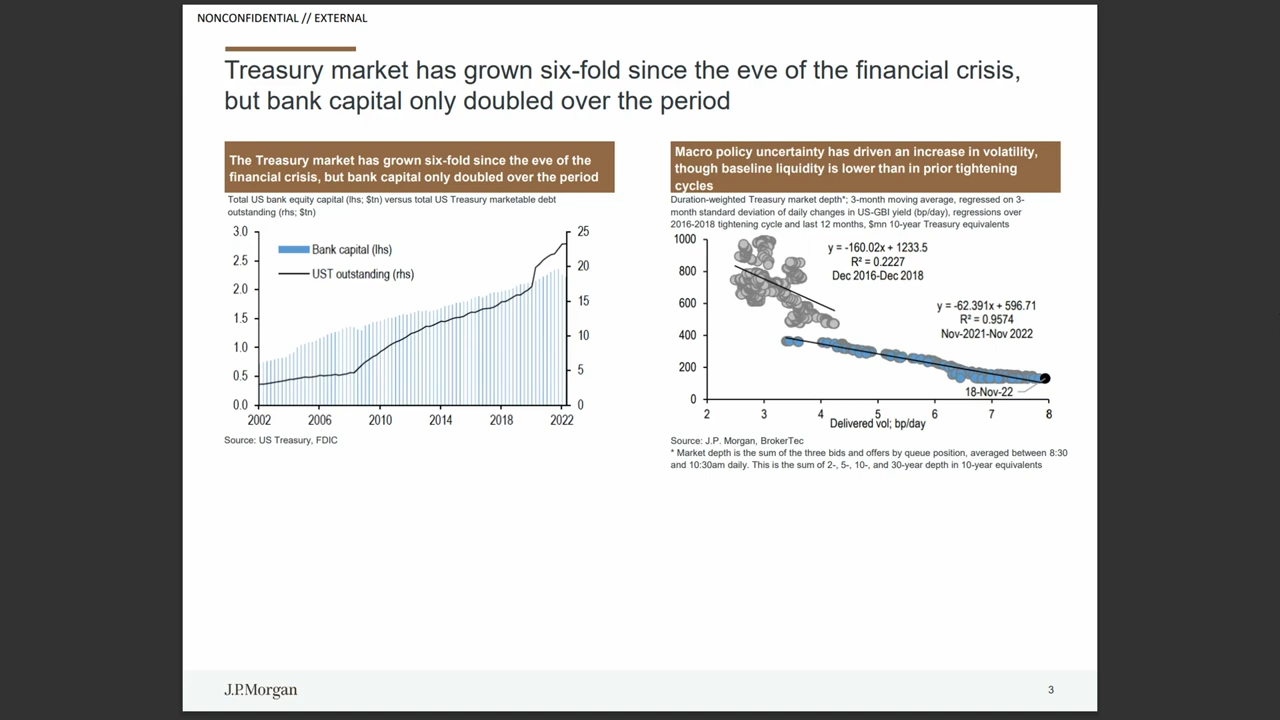 NONCONFIDENTIAL // EXTERNAL
Treasury market has grown six-fold since the eve of the financial crisis,
but bank capital only doubled over the period
The Treasury market has grown six-fold since the eve of the
financial crisis, but bank capital only doubled over the period
Total US bank equity capital (lhs; $tn) versus total US Treasury marketable debt
outstanding (rhs; $tn)
3.0
2.5
2.0
1.5
1.0
0.5
0.0
25
20
15
10
5
0
Bank capital (lhs)
UST outstanding (rhs)
2002 2006 2010 2014 2018 2022
Source: US Treasury, FDIC
Macro policy uncertainty has driven an increase in volatility,
though baseline liquidity is lower than in prior tightening
cycles
Duration-weighted Treasury market depth*; 3-month moving average, regressed on 3-
month standard deviation of daily changes in US-GBI yield (bp/day), regressions over
2016-2018 tightening cycle and last 12 months, $mn 10-year Treasury equivalents
1000
800
600
400
200
0
y = -160.02x + 1233.5
R² = 0.2227
Dec 2016-Dec 2018
y = -62.391x + 596.71
R² = 0.9574
Nov-2021-Nov 2022
18-Nov-22
2 3 4 5 6 7 8
Delivered vol; bp/day
Source: J.P. Morgan, BrokerTec
* Market depth is the sum of the three bids and offers by queue position, averaged between 8:30
and 10:30am daily. This is the sum of 2-, 5-, 10-, and 30-year depth in 10-year equivalents
J.P.Morgan
3